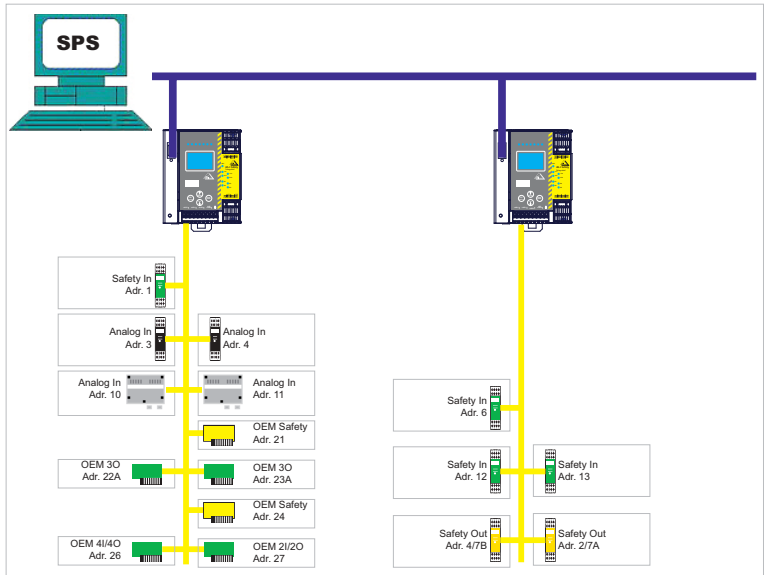 SPS
Safety In
Adr. 1
Analog In
Adr. 3
Analog In
Adr. 4
Analog In
Adr. 10
Analog In
Adr. 11
OEM Safety
Adr. 21
OEM 3O
Adr. 22A
OEM 3O
Adr. 23A
OEM Safety
Adr. 24
OEM 4I/4O
Adr. 26
OEM 2I/2O
Adr. 27
Safety In
Adr. 6
Safety In
Adr. 12
Safety In
Adr. 13
Safety Out
Adr. 4/7B
Safety Out
Adr. 2/7A